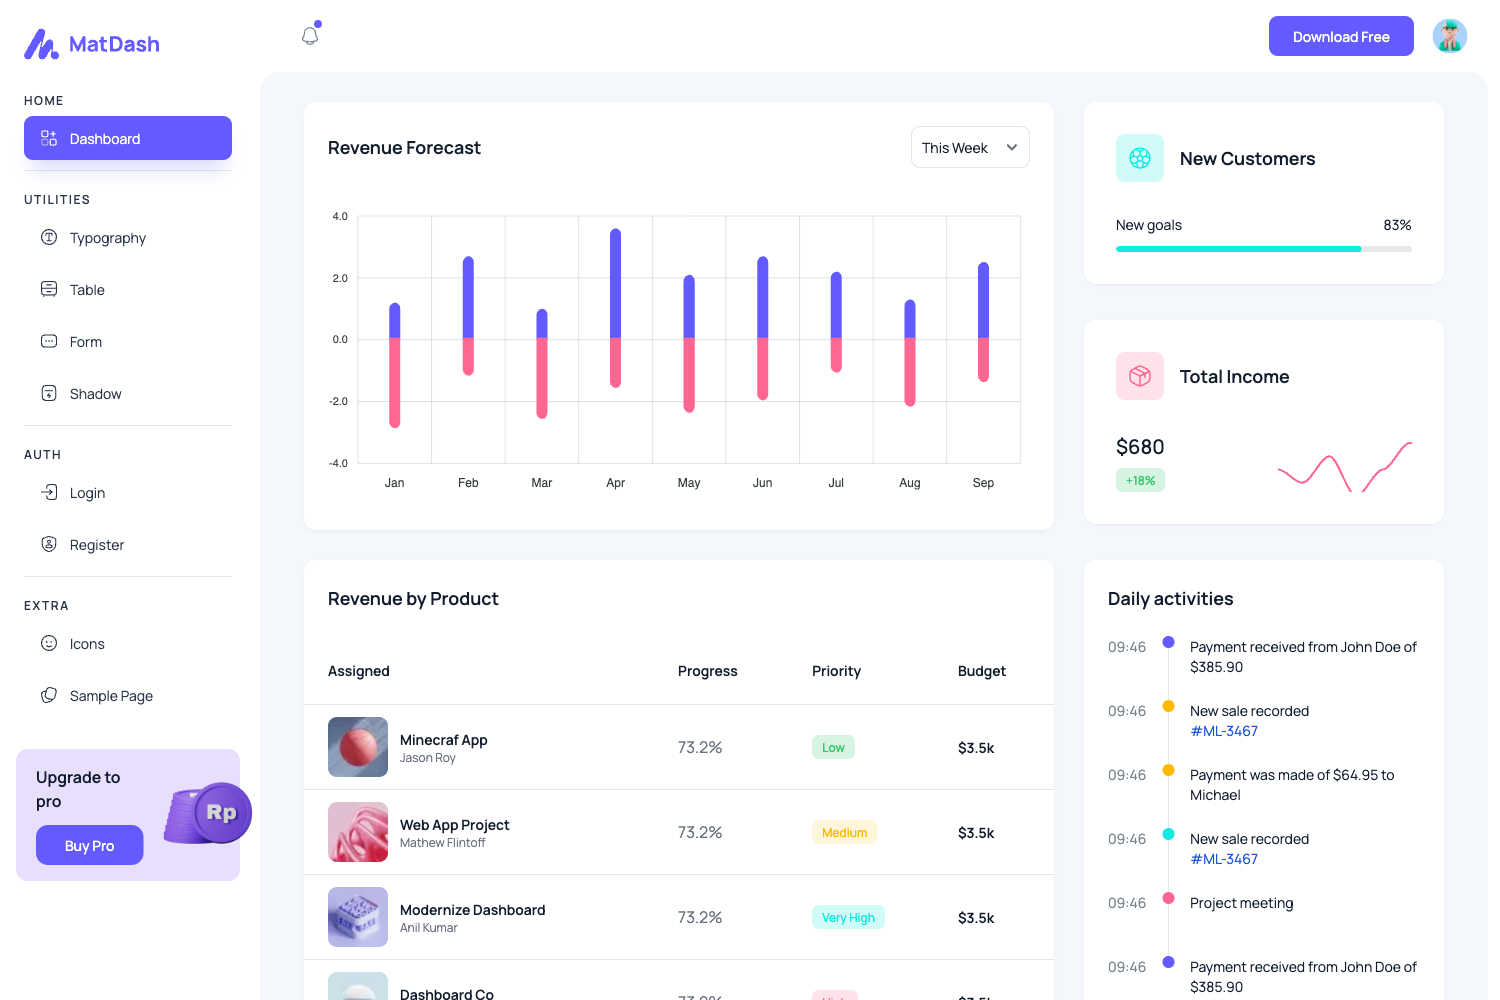 MatDash
Download Free
HOME
Dashboard
UTILITIES
Typography
Table
Form
Shadow
AUTH
Login
Register
EXTRA
Icons
Sample Page
Upgrade to
pro
Buy Pro
Rp
Revenue Forecast
This Week
4.0
2.0
0.0
-2.0
-4.0
Jan Feb Mar Apr May Jun Jul Aug Sep
New Customers
New goals 83%
Total Income
$680
+18%
Revenue by Product
Assigned Progress Priority Budget
Minecraf App
Jason Roy
73.2% Low $3.5k
Web App Project
Mathew Flintoff
73.2% Medium $3.5k
Modernize Dashboard
Anil Kumar
73.2% Very High $3.5k
Dashboard Co
Daily activities
09:46 Payment received from John Doe of
$385.90
09:46 New sale recorded
#ML-3467
09:46 Payment was made of $64.95 to
Michael
09:46 New sale recorded
#ML-3467
09:46 Project meeting
09:46 Payment received from John Doe of
$385.90